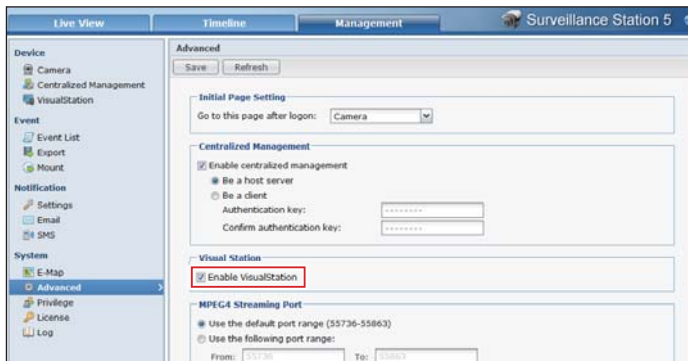 Live View
Timeline
Management
Surveillance Station 5
Device
Camera
Centralized Management
VisualStation
Event
Event List
Export
Mount
Notification
Settings
Email
SMS
System
E-Map
Advanced
Privilege
License
Log
Advanced
Save
Refresh
Initial Page Setting
Go to this page after logon: Camera
Centralized Management
Enable centralized management
Be a host server
Be a client
Authentication key: --------
Confirm authentication key: --------
Visual Station
Enable VisualStation
MPEG4 Streaming Port
Use the default port range (55736-55863)
Use the following port range:
From: 55736 To: 55863